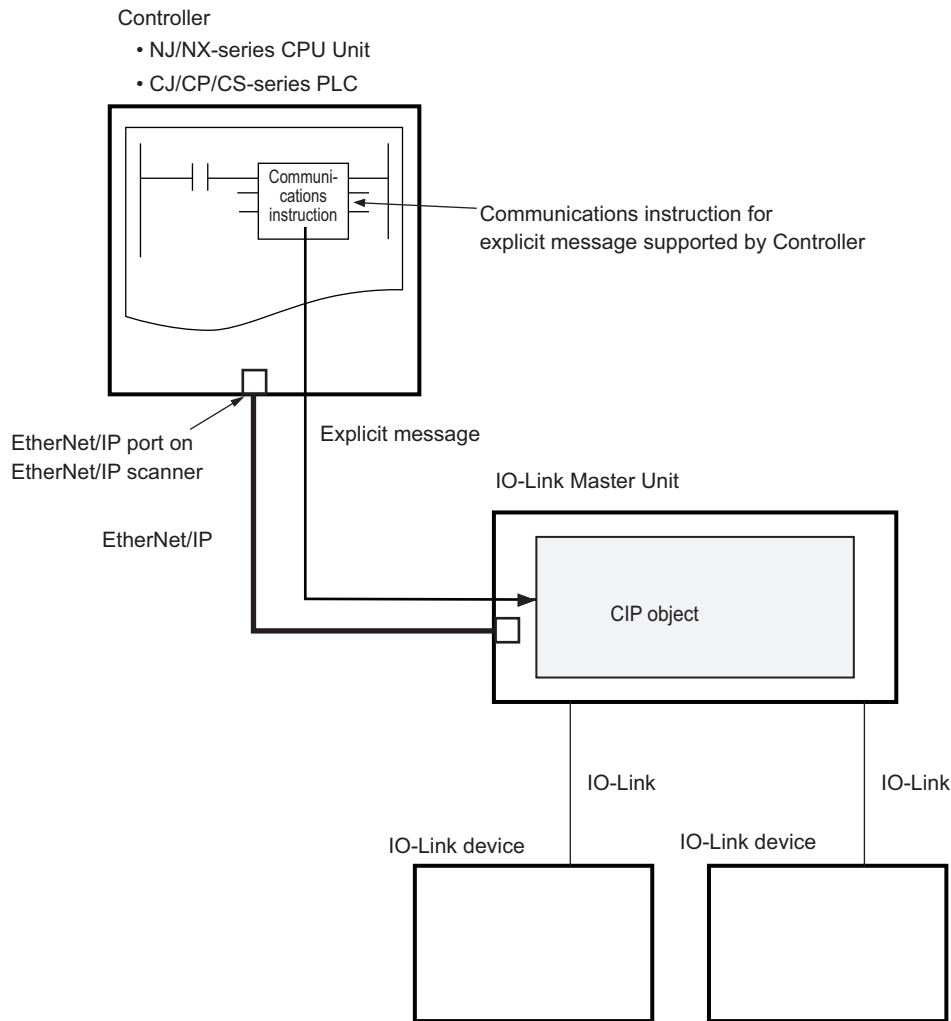 Controller
• NJ/NX-series CPU Unit
• CJ/CP/CS-series PLC
Communi-
cations
instruction
Communications instruction for
explicit message supported by Controller
EtherNet/IP port on
EtherNet/IP scanner
Explicit message
IO-Link Master Unit
EtherNet/IP
CIP object
IO-Link
IO-Link
IO-Link device
IO-Link device